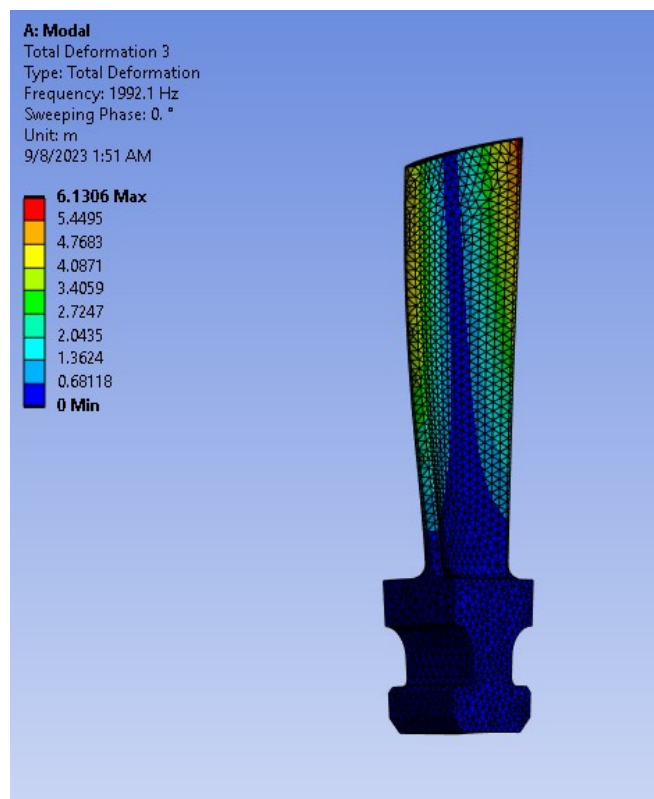 A: Modal
Total Deformation 3
Type: Total Deformation
Frequency: 1992.1 Hz
Sweeping Phase: 0. °
Unit: m
9/8/2023 1:51 AM
6.1306 Max
5.4495
4.7683
4.0871
3.4059
2.7247
2.0435
1.3624
0.68118
0 Min